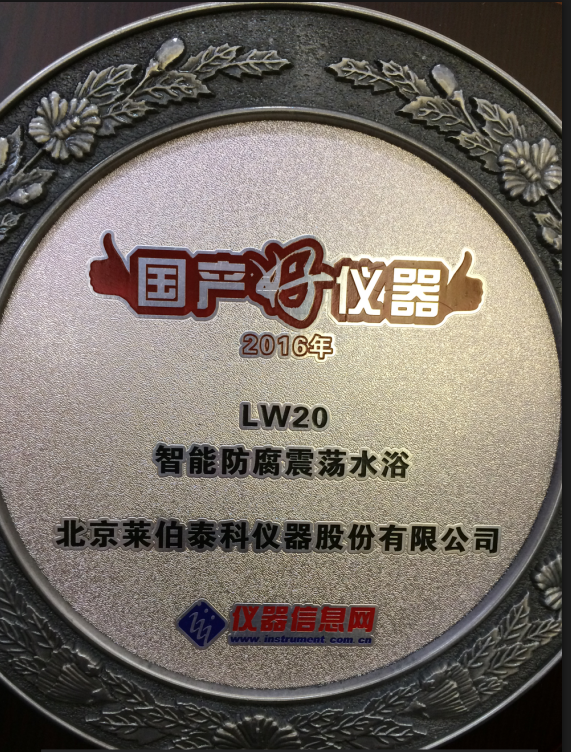 国产好仪器
2016年
LW20
智能防腐震荡水浴
北京莱伯泰科仪器股份有限公司
仪器信息网
www.instrument.com.cn